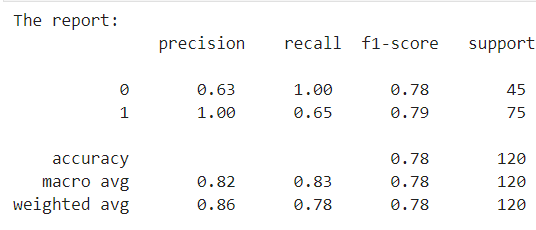 The report:
precision recall f1-score support
0 0.63 1.00 0.78 45
1 1.00 0.65 0.79 75
accuracy 0.78 120
macro avg 0.82 0.83 0.78 120
weighted avg 0.86 0.78 0.78 120